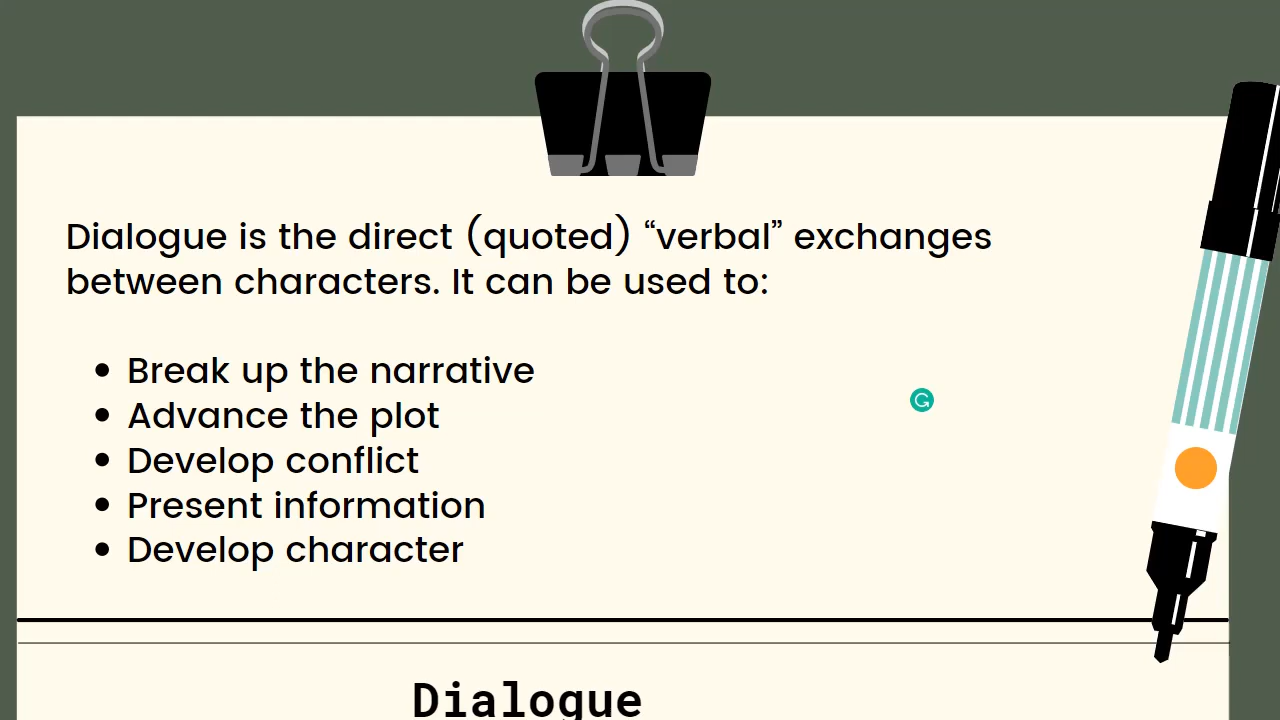 Dialogue is the direct (quoted) “verbal” exchanges
between characters. It can be used to:
• Break up the narrative
• Advance the plot
• Develop conflict
• Present information
• Develop character
Dialogue